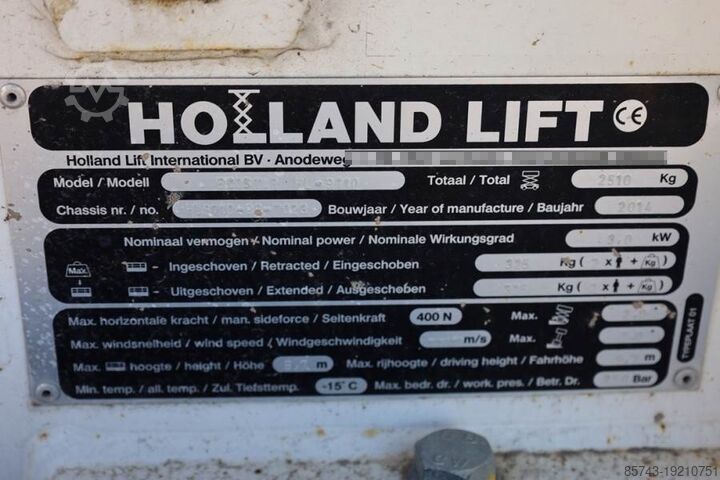 HOLLAND LIFT CE
Holland Lift International BV - Anodeweg
Model / Modell Totaal / Total 2510 Kg
Chassis nr. / no. Bouwjaar / Year of manufacture / Baujahr 2014
Nominaal vermogen / Nominal power / Nominale Wirkungsgrad kW
Max. Ingeschoven / Retracted / Eingeschoben Kg ( x + Kg )
Uitgeschoven / Extended / Ausgeschoben Kg ( x + Kg )
Max. horizontale kracht / man. sideforce / Seitenkraft 400 N Max.
Max. windsnelheid / wind speed / Windgeschwindigkeit m/s Max.
Max. hoogte / height / Höhe m Max. rijhoogte / driving height / Fahrhöhe m
Min. temp. / all. temp. / Zul. Tiefsttemp. -15°C Max. bedr. dr. / work. pres. / Betr. Dr. Bar
TYPEPLAAT 01
85743-19210751